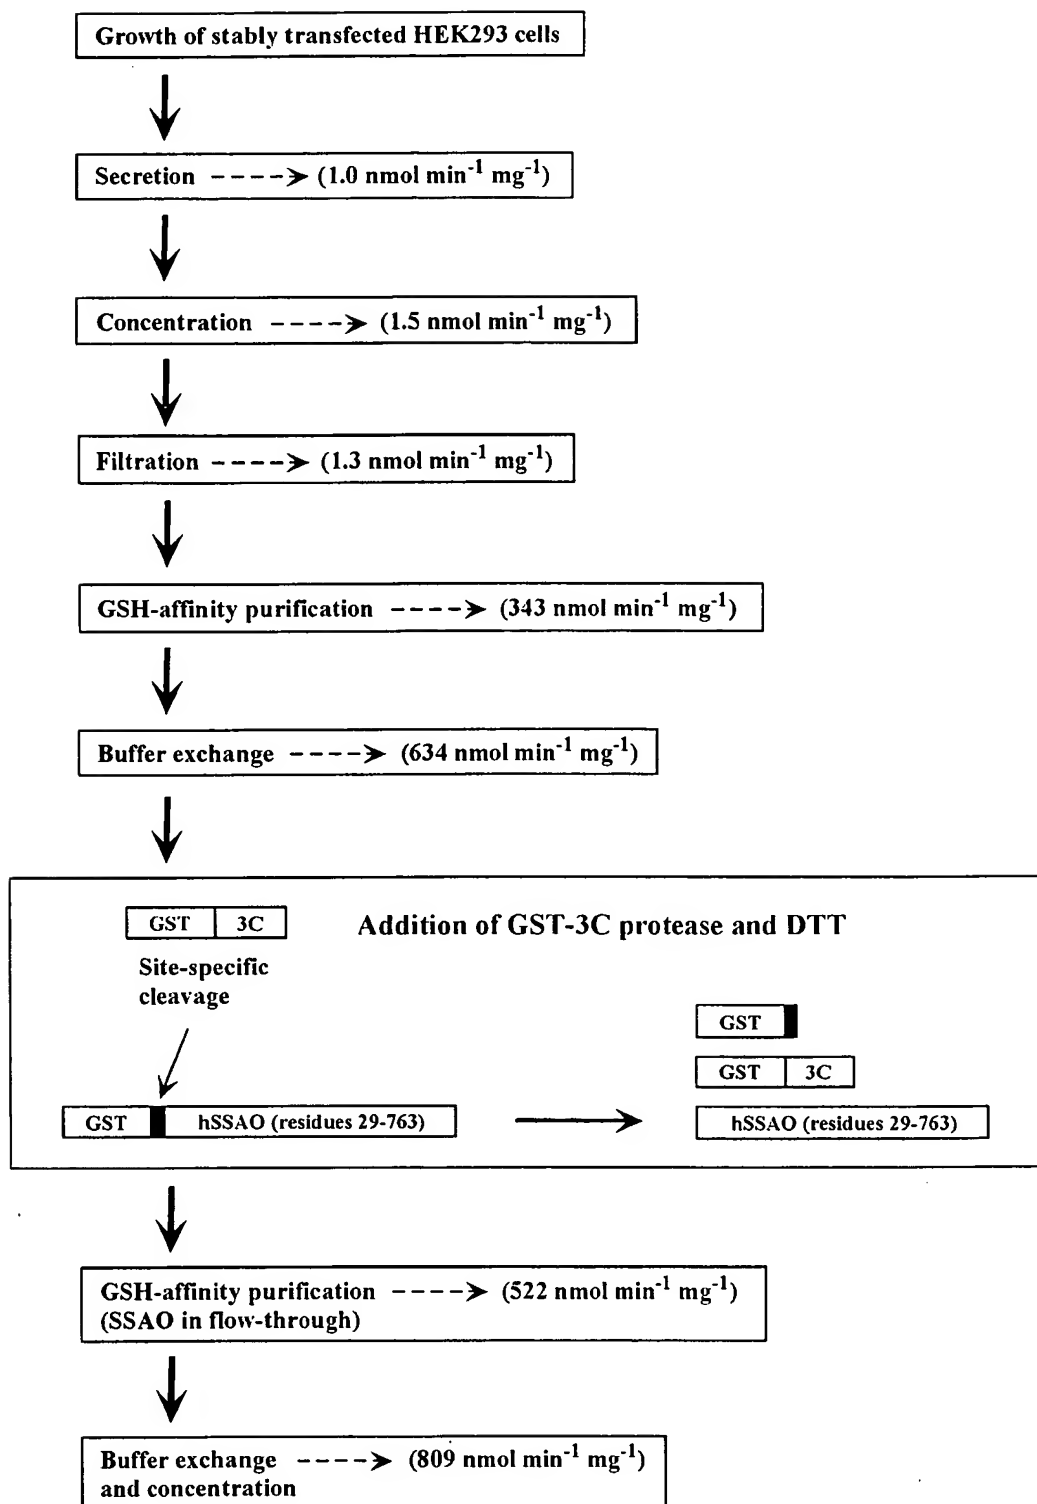 Growth of stably transfected HEK293 cells
Secretion ----> (1.0 nmol min⁻¹ mg⁻¹)
Concentration ----> (1.5 nmol min⁻¹ mg⁻¹)
Filtration ----> (1.3 nmol min⁻¹ mg⁻¹)
GSH-affinity purification ----> (343 nmol min⁻¹ mg⁻¹)
Buffer exchange ----> (634 nmol min⁻¹ mg⁻¹)
GST 3C Addition of GST-3C protease and DTT
Site-specific
cleavage
GST
GST 3C
GST hSSAO (residues 29-763) hSSAO (residues 29-763)
GSH-affinity purification ----> (522 nmol min⁻¹ mg⁻¹)
(SSAO in flow-through)
Buffer exchange ----> (809 nmol min⁻¹ mg⁻¹)
and concentration